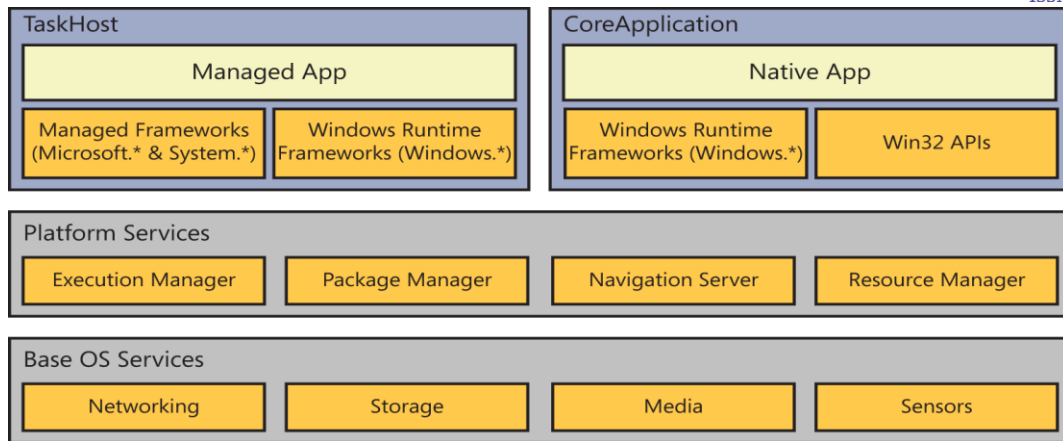 TaskHost
Managed App
Managed Frameworks
(Microsoft.* & System.*)
Windows Runtime
Frameworks (Windows.*)
CoreApplication
Native App
Windows Runtime
Frameworks (Windows.*)
Win32 APIs
Platform Services
Execution Manager
Package Manager
Navigation Server
Resource Manager
Base OS Services
Networking
Storage
Media
Sensors